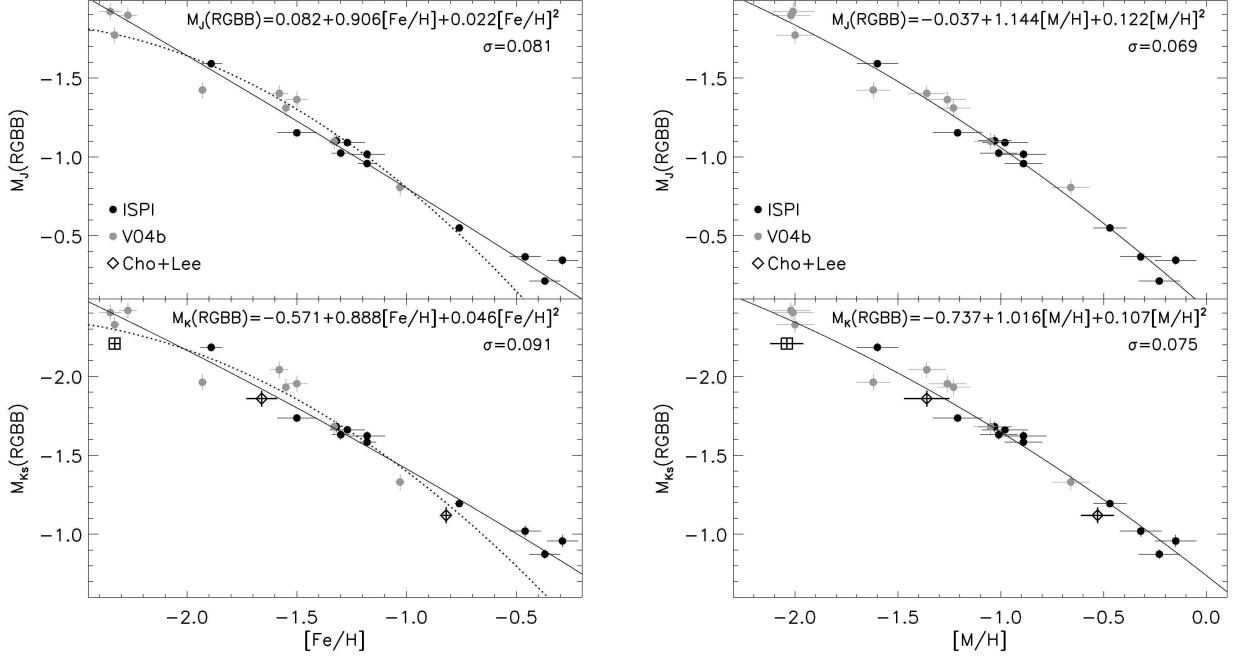 M_J(RGBB)=0.082+0.906[Fe/H]+0.022[Fe/H]^2
σ=0.081
−1.5
−1.0
−0.5
M_J(RGBB)
ISPI
V04b
Cho+Lee
M_J(RGBB)=−0.037+1.144[M/H]+0.122[M/H]^2
σ=0.069
−1.5
−1.0
−0.5
M_J(RGBB)
ISPI
V04b
Cho+Lee
M_K(RGBB)=−0.571+0.888[Fe/H]+0.046[Fe/H]^2
σ=0.091
−2.0
−1.5
−1.0
M_Ks(RGBB)
−2.0 −1.5 −1.0 −0.5
[Fe/H]
M_K(RGBB)=−0.737+1.016[M/H]+0.107[M/H]^2
σ=0.075
−2.0
−1.5
−1.0
M_Ks(RGBB)
−2.0 −1.5 −1.0 −0.5 0.0
[M/H]